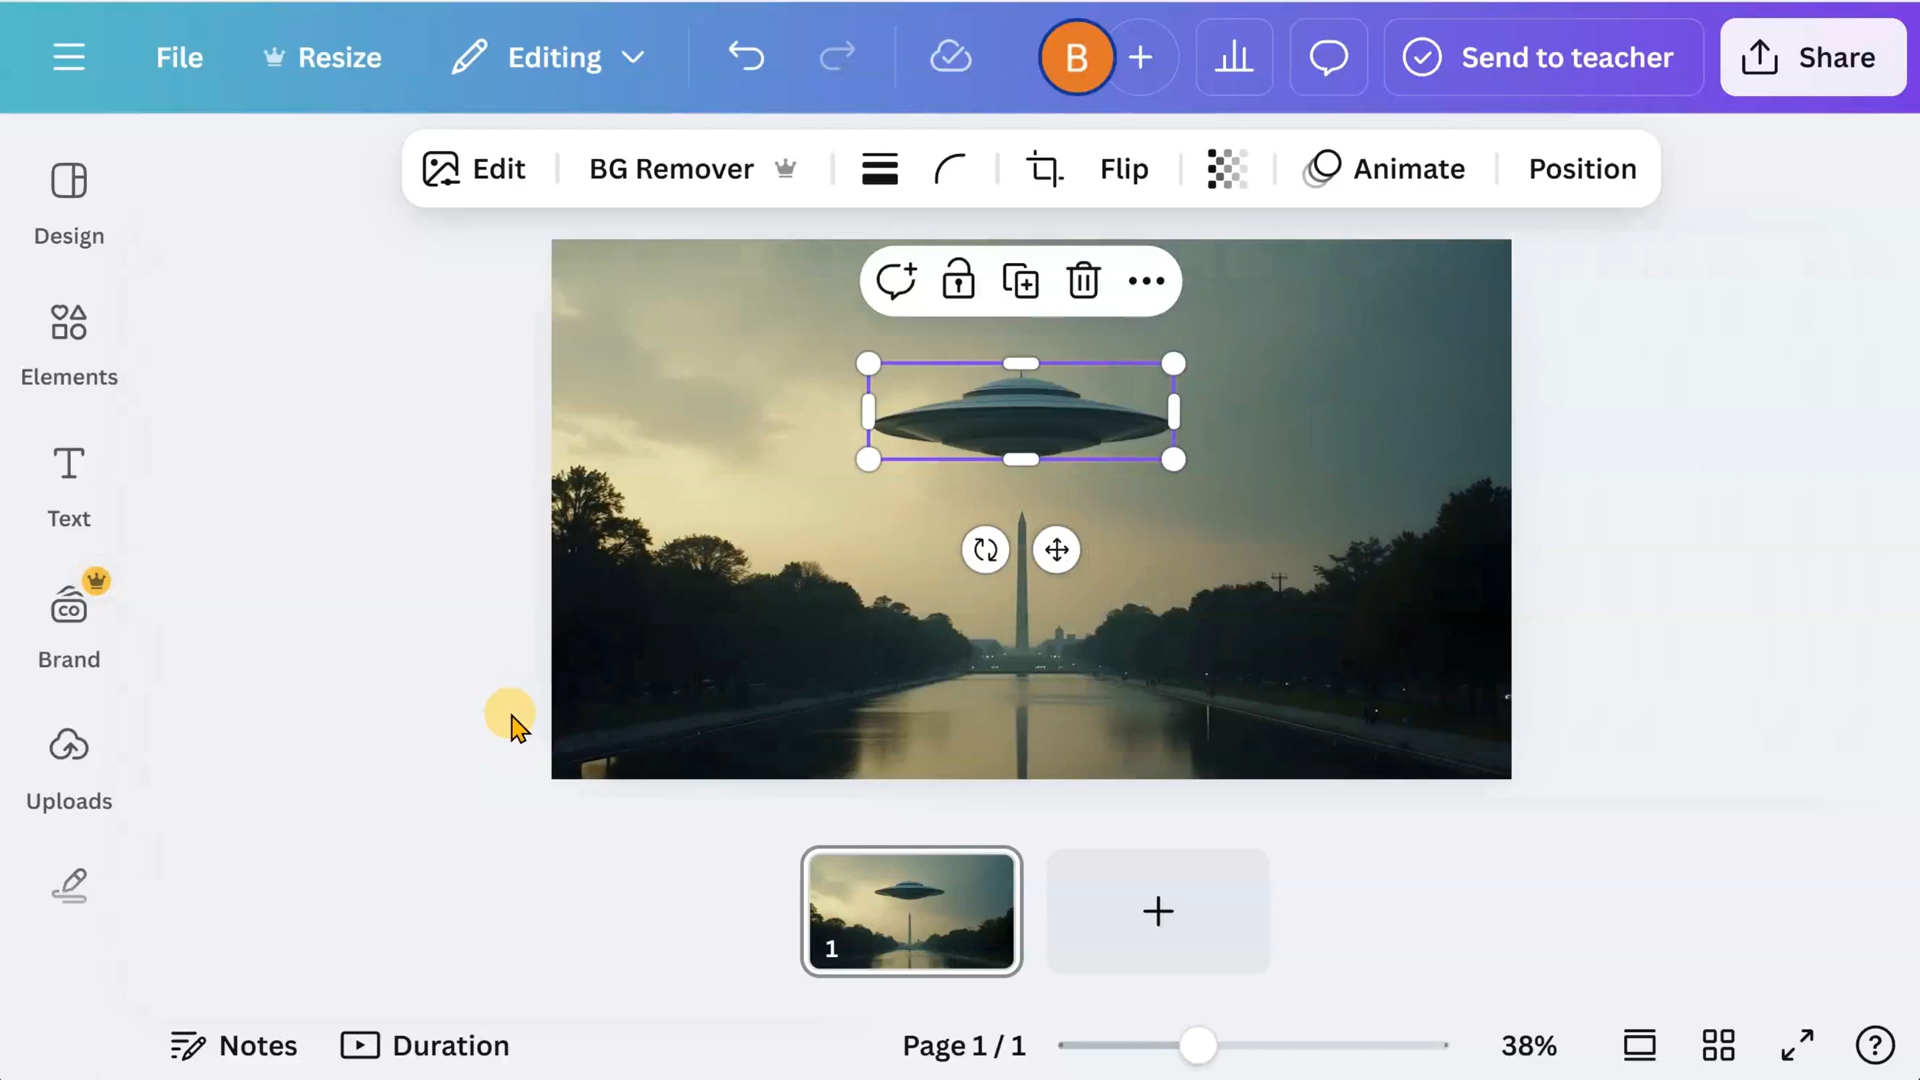 File Resize Editing B Send to teacher Share
Edit BG Remover Flip Animate Position
Design
Elements
Text
CO
Brand
Uploads
1
Notes Duration Page 1 / 1 38% ?